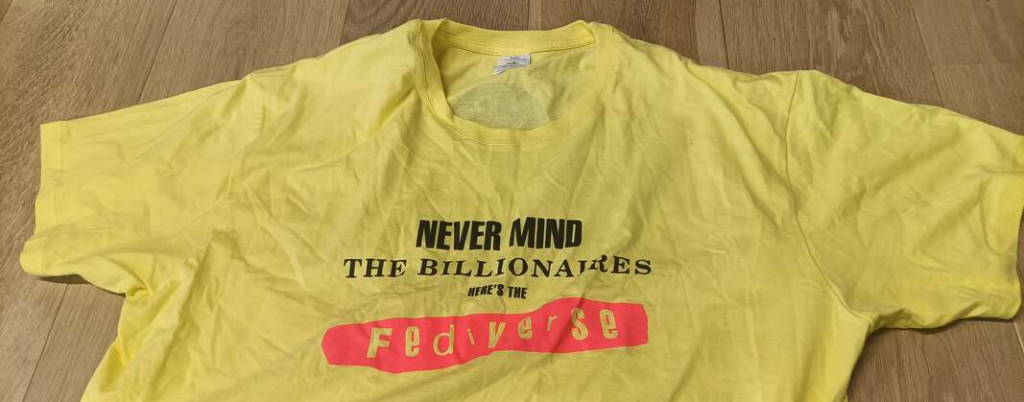 NEVER MIND
THE BILLIONAIRES
HERE'S THE
Fediverse